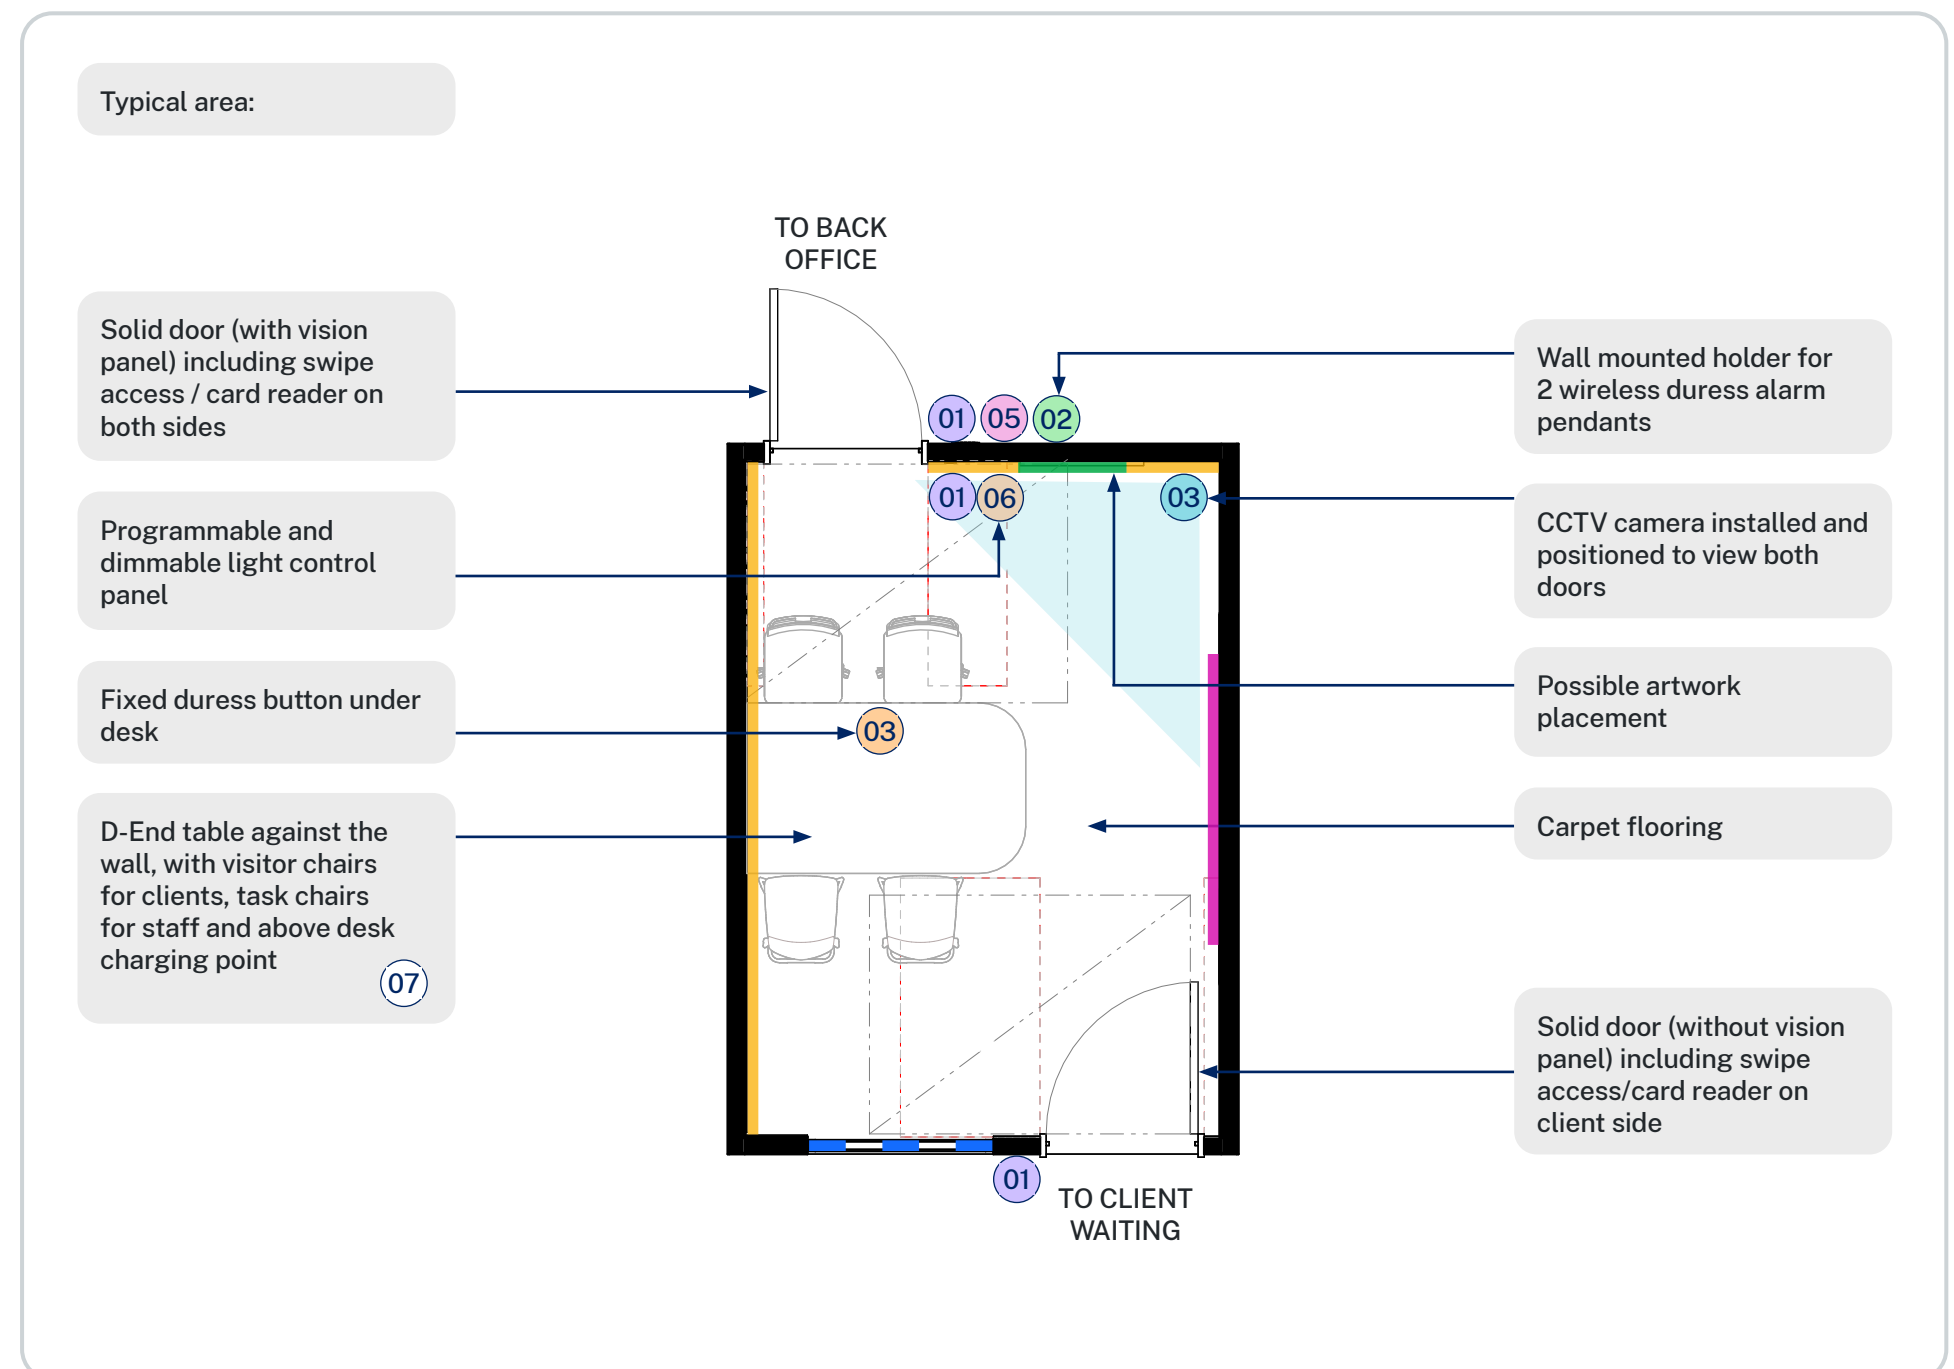 Typical area:
TO BACK
OFFICE
Solid door (with vision
panel) including swipe
access / card reader on
both sides
Programmable and
dimmable light control
panel
Fixed duress button under
desk
D-End table against the
wall, with visitor chairs
for clients, task chairs
for staff and above desk
charging point
07
01 05 02
01 06 03
03
01
TO CLIENT
WAITING
Wall mounted holder for
2 wireless duress alarm
pendants
CCTV camera installed and
positioned to view both
doors
Possible artwork
placement
Carpet flooring
Solid door (without vision
panel) including swipe
access/card reader on
client side